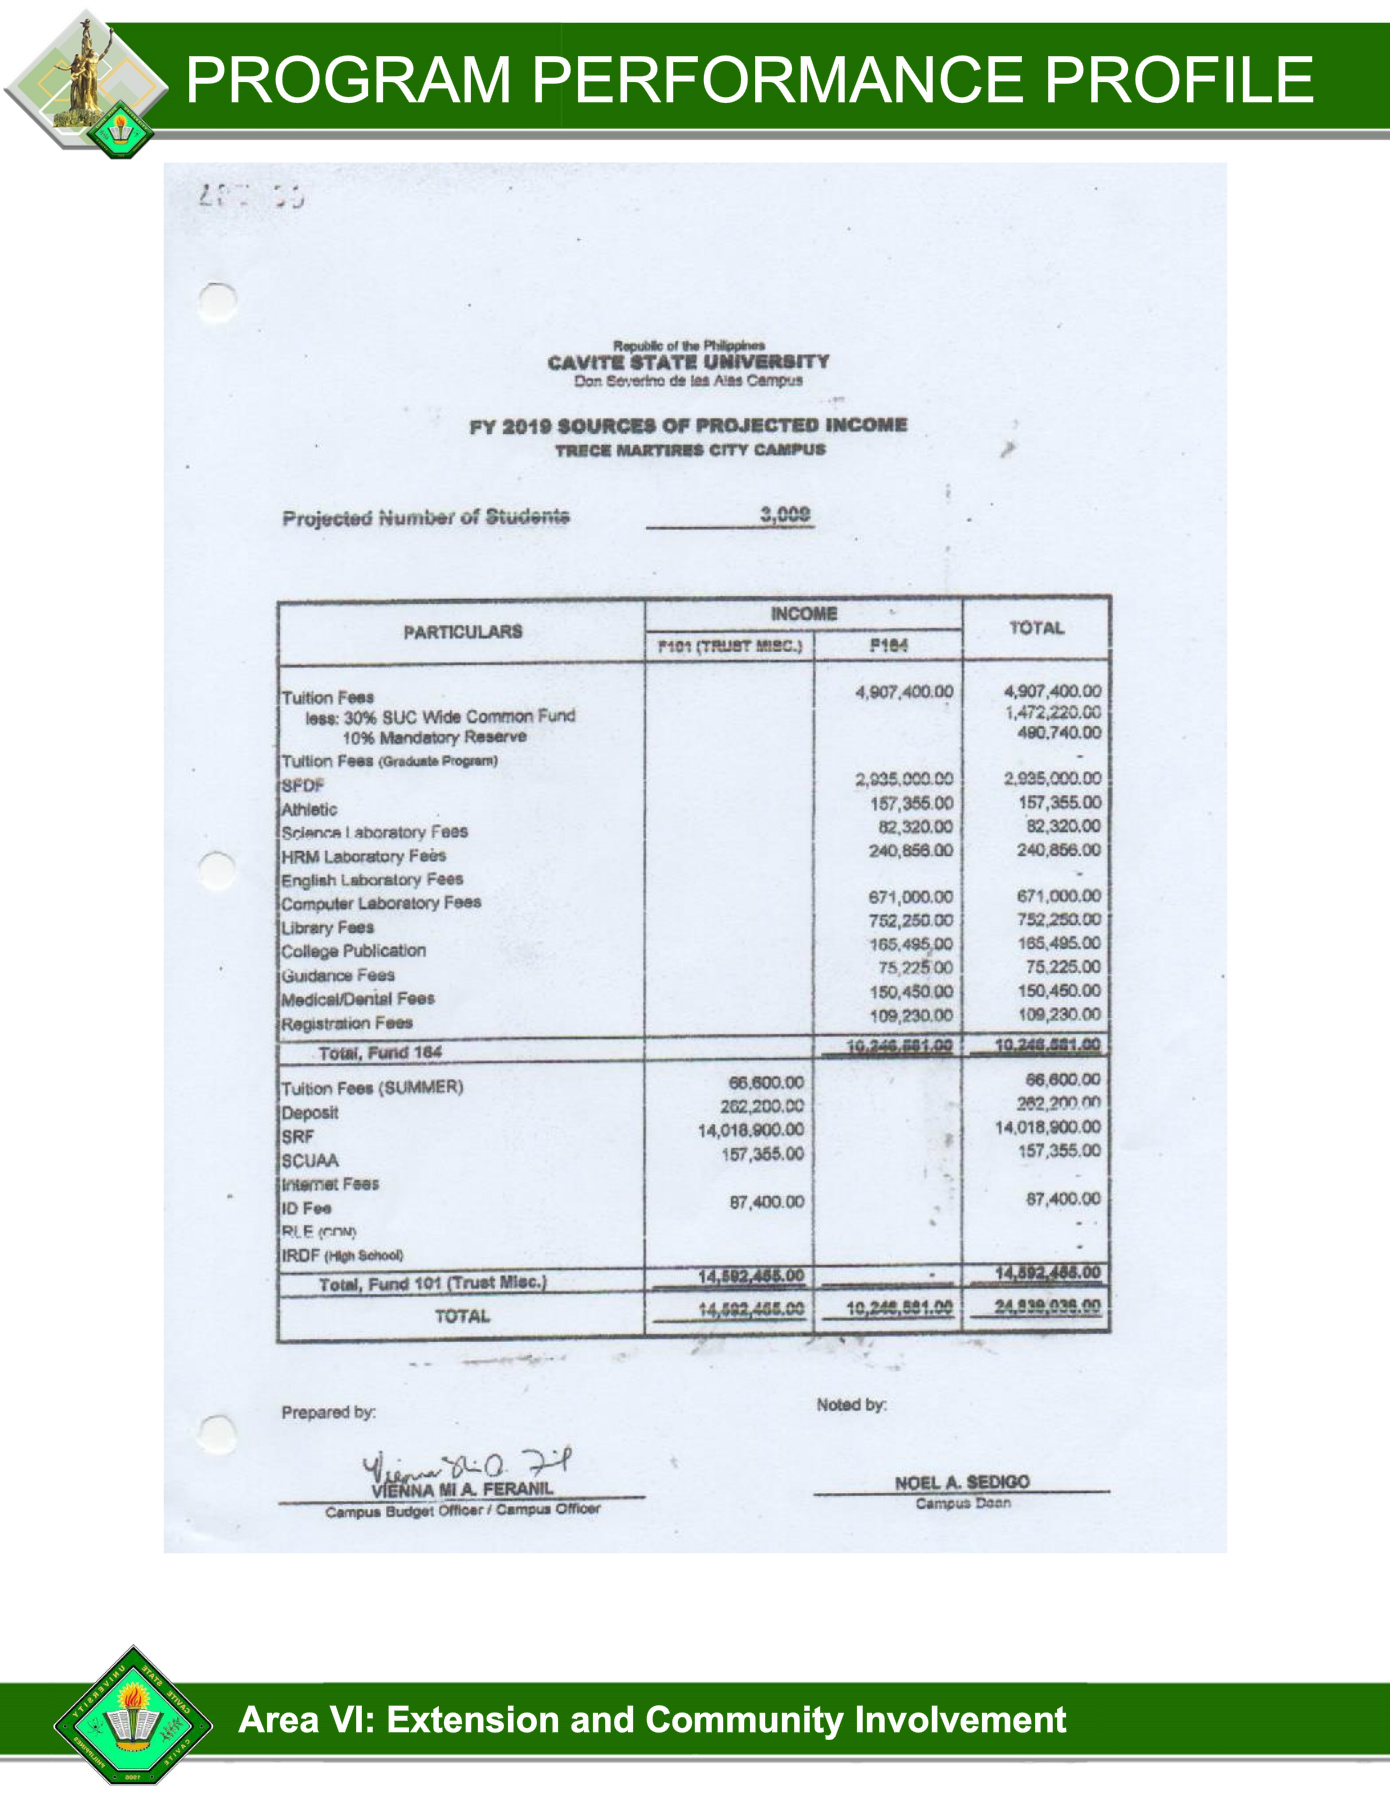 PROGRAM PERFORMANCE PROFILE
Republic of the Philippines
CAVITE STATE UNIVERSITY
Don Severino de las Alas Campus
FY 2019 SOURCES OF PROJECTED INCOME
TRECE MARTIRES CITY CAMPUS
Projected Number of Students 3,009
PARTICULARS INCOME TOTAL
F101 (TRUST MISC.) F164
Tuition Fees 4,907,400.00 4,907,400.00
less: 30% SUC Wide Common Fund 1,472,220.00
10% Mandatory Reserve 490,740.00
Tuition Fees (Graduate Program) -
SFDF 2,935,000.00 2,935,000.00
Athletic 157,355.00 157,355.00
Science Laboratory Fees 82,320.00 82,320.00
HRM Laboratory Fees 240,856.00 240,856.00
English Laboratory Fees -
Computer Laboratory Fees 671,000.00 671,000.00
Library Fees 752,250.00 752,250.00
College Publication 165,495.00 165,495.00
Guidance Fees 75,225.00 75,225.00
Medical/Dental Fees 150,450.00 150,450.00
Registration Fees 109,230.00 109,230.00
Total, Fund 164 10,246,581.00 10,246,581.00
Tuition Fees (SUMMER) 66,600.00 66,600.00
Deposit 262,200.00 262,200.00
SRF 14,018,900.00 14,018,900.00
SCUAA 157,355.00 157,355.00
Internet Fees -
ID Fee 87,400.00 87,400.00
RLE (CON) -
IRDF (High School) -
Total, Fund 101 (Trust Misc.) 14,592,455.00 - 14,592,455.00
TOTAL 14,592,455.00 10,246,581.00 24,839,036.00
Prepared by: Noted by:
VIENNA MI A. FERANIL NOEL A. SEDIGO
Campus Budget Officer / Campus Officer Campus Dean
CAVITE STATE UNIVERSITY
PHILIPPINES
Area VI: Extension and Community Involvement